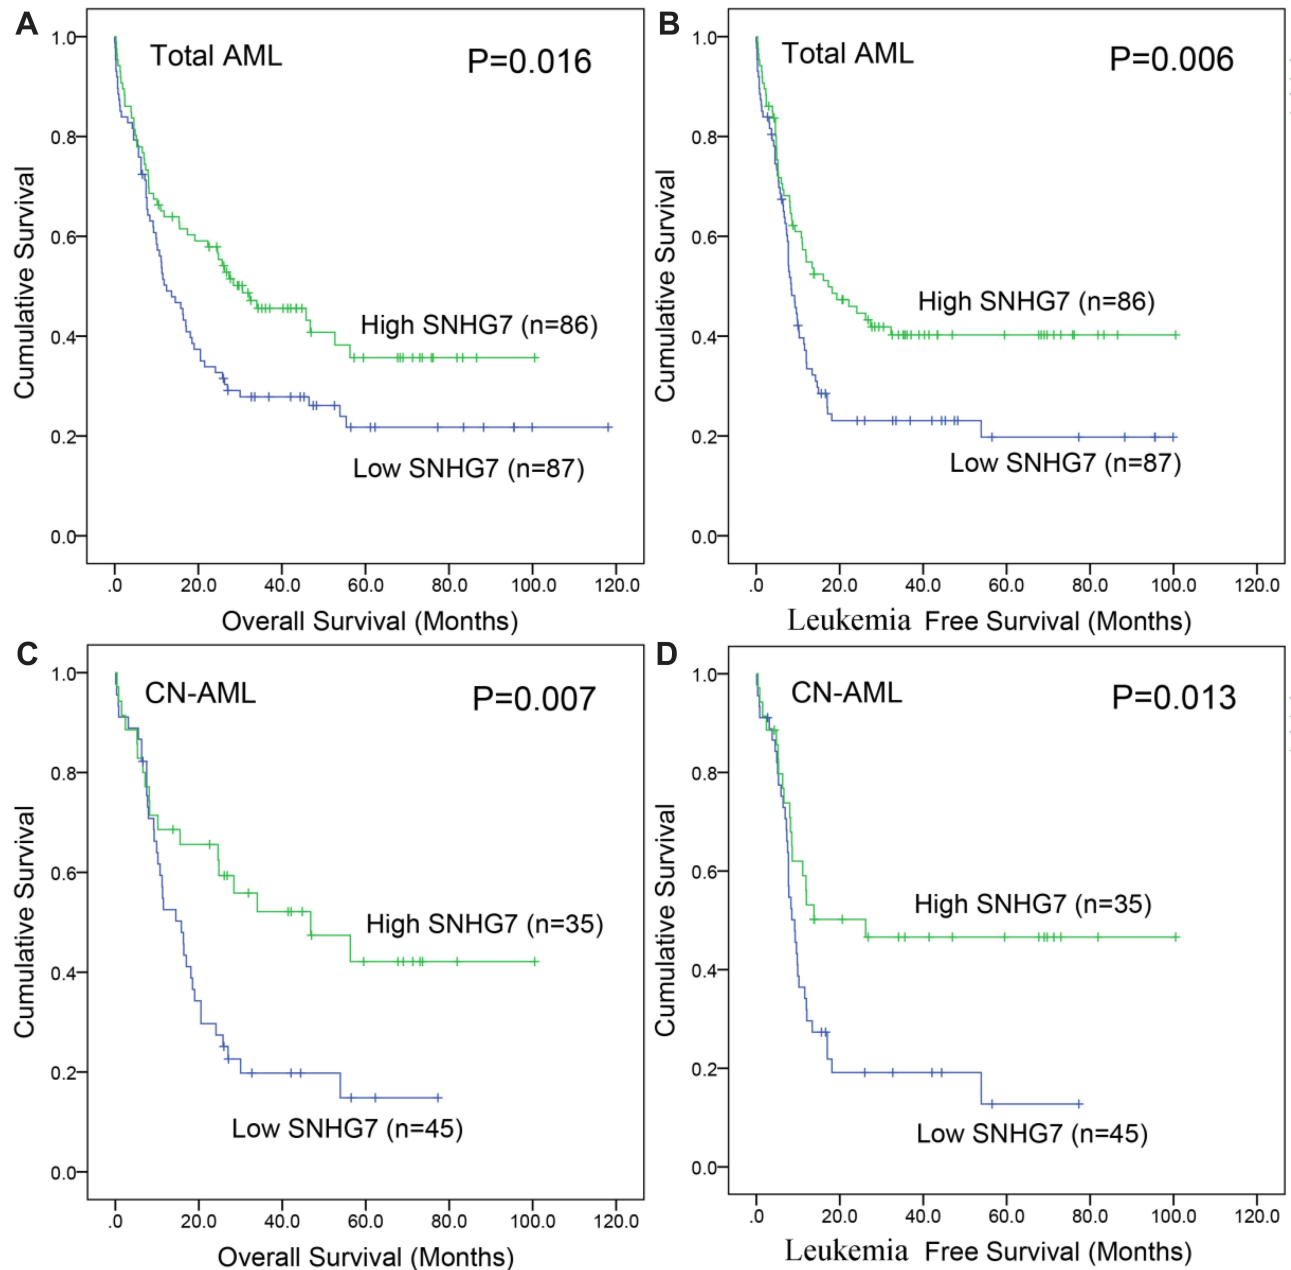 A
Total AML
P=0.016
Cumulative Survival
1.0
0.8
0.6
0.4
0.2
0.0
High SNHG7 (n=86)
Low SNHG7 (n=87)
.0 20.0 40.0 60.0 80.0 100.0 120.0
Overall Survival (Months)
B
Total AML
P=0.006
Cumulative Survival
1.0
0.8
0.6
0.4
0.2
0.0
High SNHG7 (n=86)
Low SNHG7 (n=87)
.0 20.0 40.0 60.0 80.0 100.0 120.0
Leukemia Free Survival (Months)
C
CN-AML
P=0.007
Cumulative Survival
1.0
0.8
0.6
0.4
0.2
0.0
High SNHG7 (n=35)
Low SNHG7 (n=45)
.0 20.0 40.0 60.0 80.0 100.0 120.0
Overall Survival (Months)
D
CN-AML
P=0.013
Cumulative Survival
1.0
0.8
0.6
0.4
0.2
0.0
High SNHG7 (n=35)
Low SNHG7 (n=45)
.0 20.0 40.0 60.0 80.0 100.0 120.0
Leukemia Free Survival (Months)